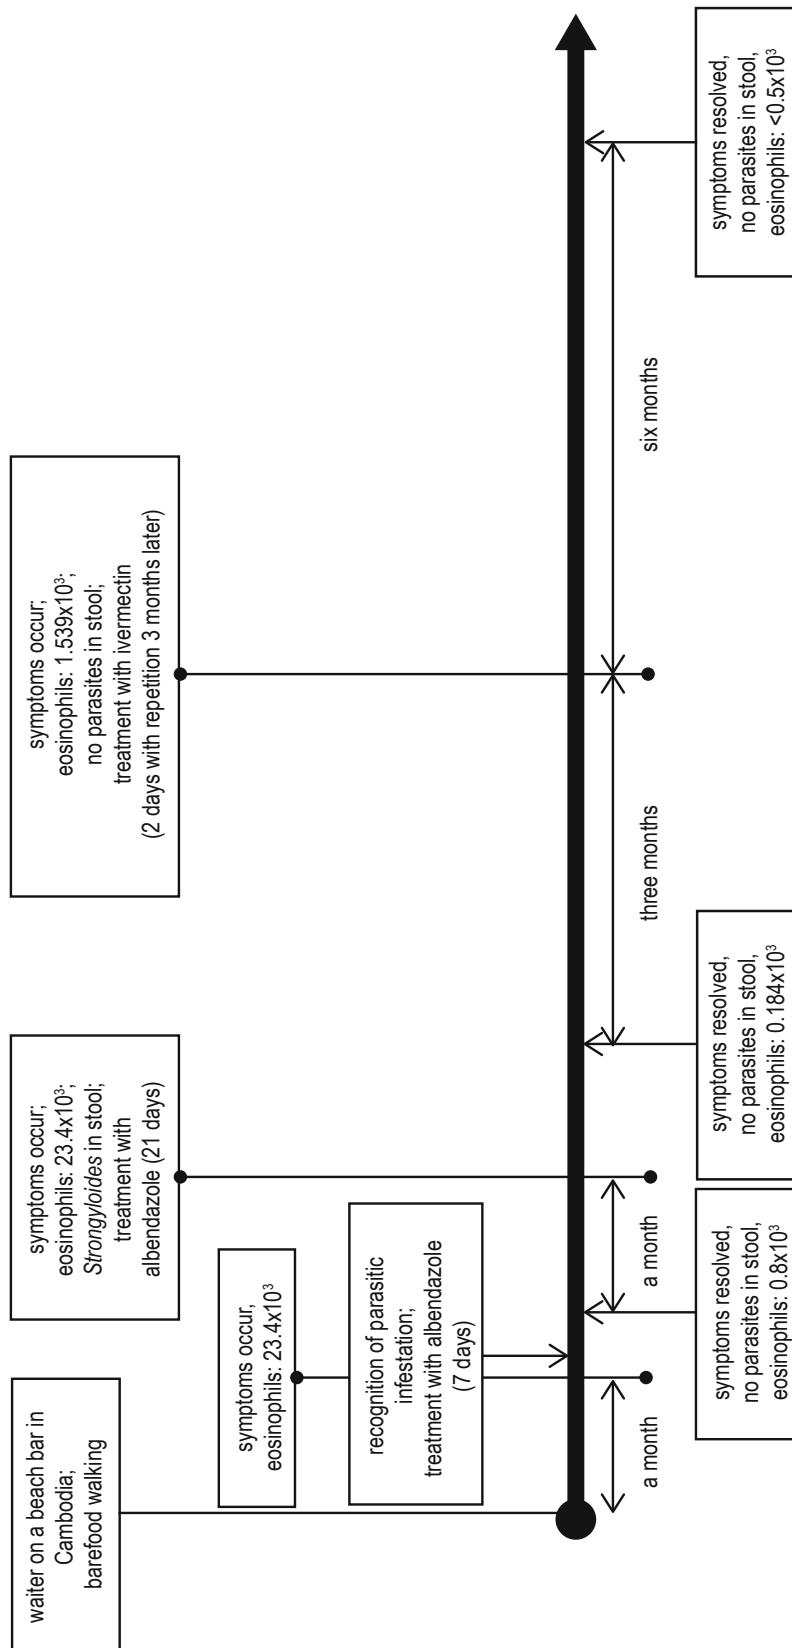 waiter on a beach bar in
Cambodia;
barefood walking
symptoms occur,
eosinophils: 23.4x10³
recognition of parasitic
infestation;
treatment with albendazole
(7 days)
symptoms occur;
eosinophils: 23.4x10³;
Strongyloides in stool;
treatment with
albendazole (21 days)
symptoms occur;
eosinophils: 1.539x10³;
no parasites in stool;
treatment with ivermectin
(2 days with repetition 3 months later)
a month
a month
three months
six months
symptoms resolved,
no parasites in stool,
eosinophils: 0.8x10³
symptoms resolved,
no parasites in stool,
eosinophils: 0.184x10³
symptoms resolved,
no parasites in stool,
eosinophils: <0.5x10³